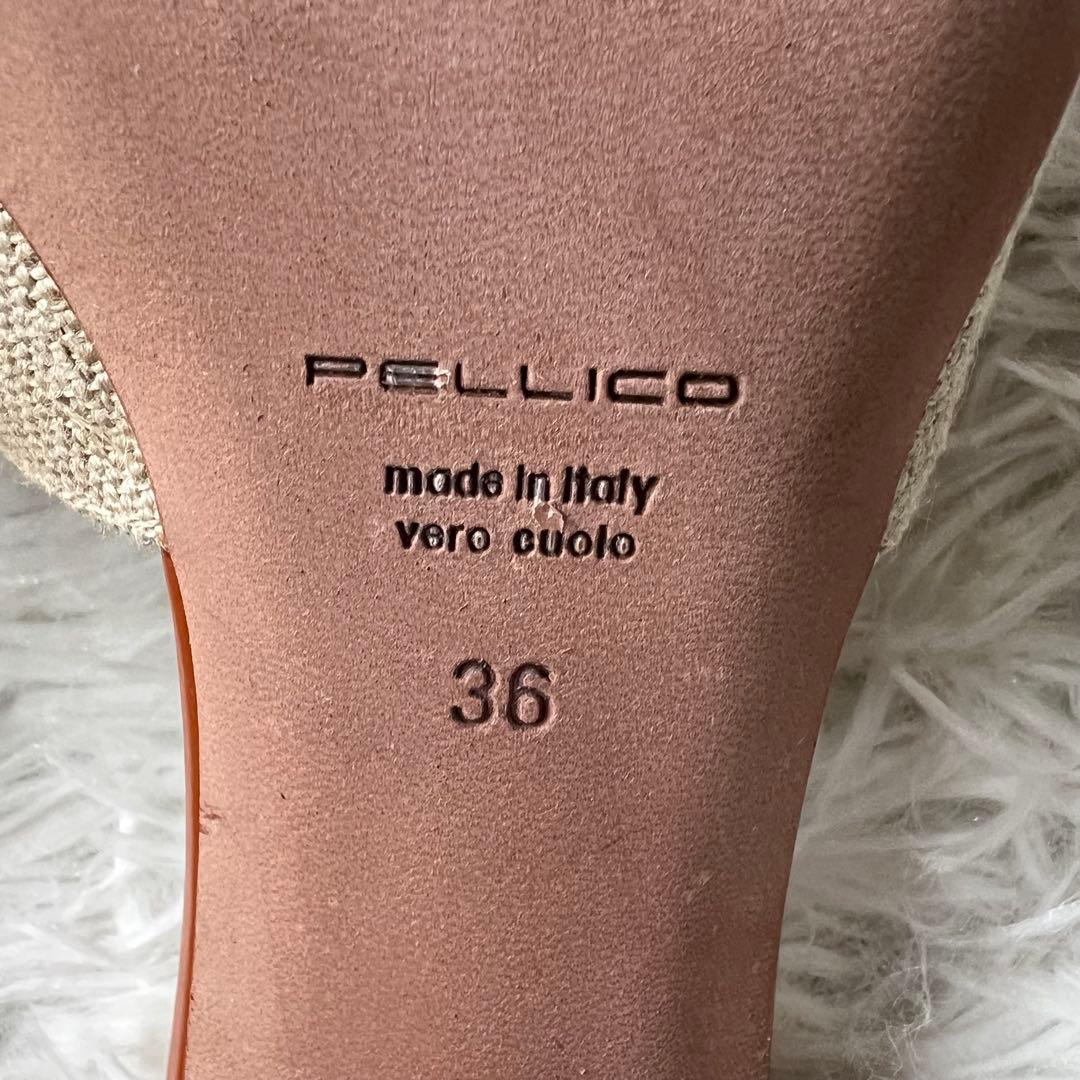 PELLICO
made in Italy
vero cuoio
36